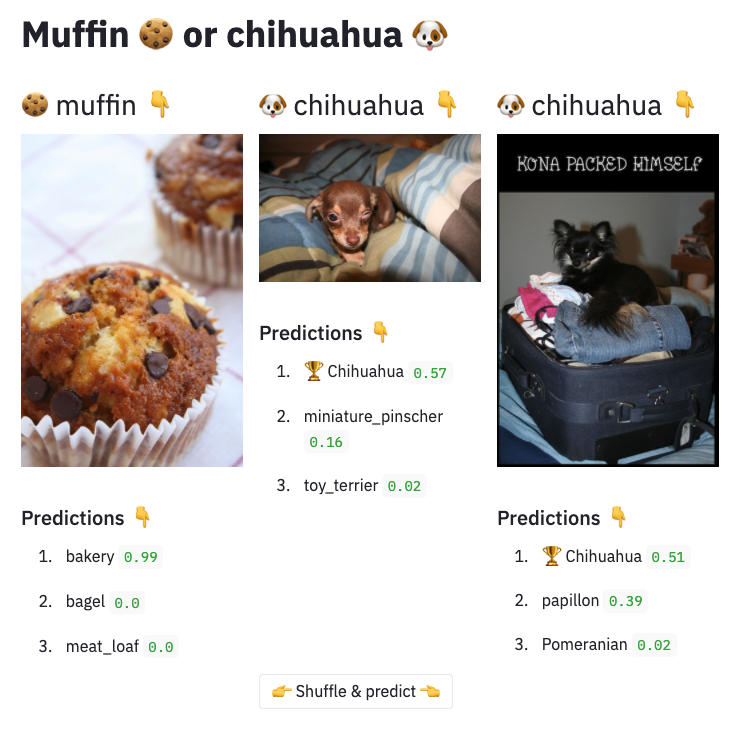 Muffin 🍪 or chihuahua 🐶
🍪 muffin 👇
Predictions 👇
1. bakery 0.99
2. bagel 0.0
3. meat_loaf 0.0
🐶 chihuahua 👇
Predictions 👇
1. 🏆 Chihuahua 0.57
2. miniature_pinscher
0.16
3. toy_terrier 0.02
🐶 chihuahua 👇
KONA PACKED HIMSELF
Predictions 👇
1. 🏆 Chihuahua 0.51
2. papillon 0.39
3. Pomeranian 0.02
👉 Shuffle & predict 👈